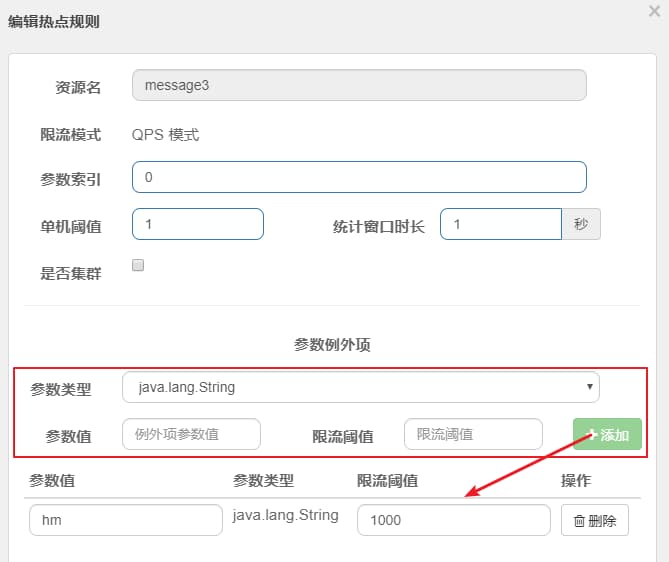 编辑热点规则
×
资源名 message3
限流模式 QPS 模式
参数索引 0
单机阈值 1 统计窗口时长 1 秒
是否集群
参数例外项
参数类型 java.lang.String
参数值 例外项参数值 限流阈值 限流阈值 +添加
参数值 参数类型 限流阈值 操作
hm java.lang.String 1000 删除